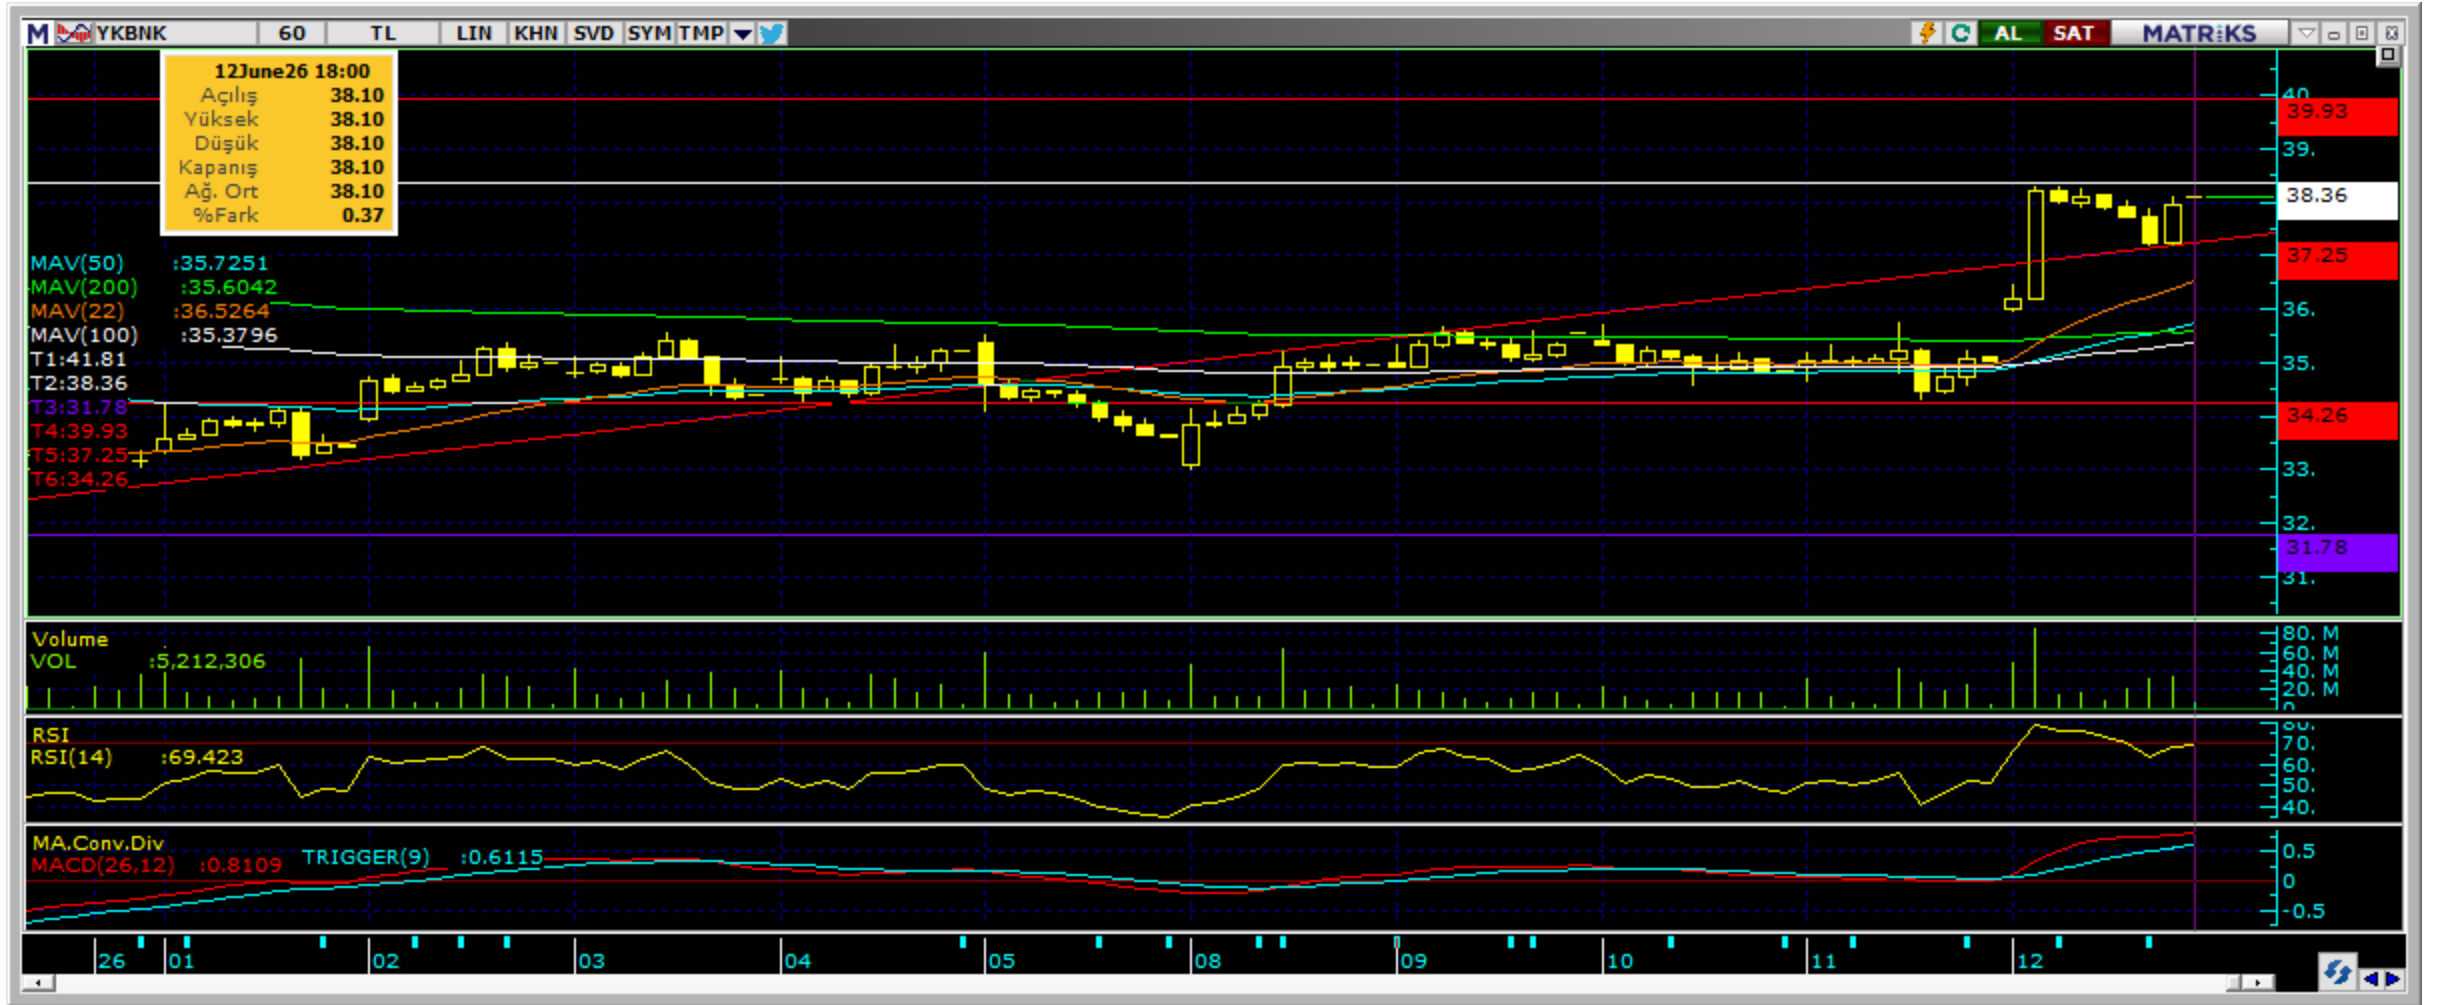 M YKBNK 60 TL LIN KHN SVD SYM TMP AL SAT MATRiKS
12June26 18:00
Açılış 38.10
Yüksek 38.10
Düşük 38.10
Kapanış 38.10
Ağ. Ort 38.10
%Fark 0.37
MAV(50) :35.7251
MAV(200) :35.6042
MAV(22) :36.5264
MAV(100) :35.3796
T1:41.81
T2:38.36
T3:31.78
T4:39.93
T5:37.25
T6:34.26
40
39.93
39.
38.36
37.25
36.
35.
34.26
33.
32.
31.78
31.
Volume
VOL :5,212,306
80. M
60. M
40. M
20. M
0
RSI
RSI(14) :69.423
80.
70.
60.
50.
40.
MA.Conv.Div
MACD(26,12) :0.8109 TRIGGER(9) :0.6115
0.5
0
-0.5
26 01 02 03 04 05 08 09 10 11 12